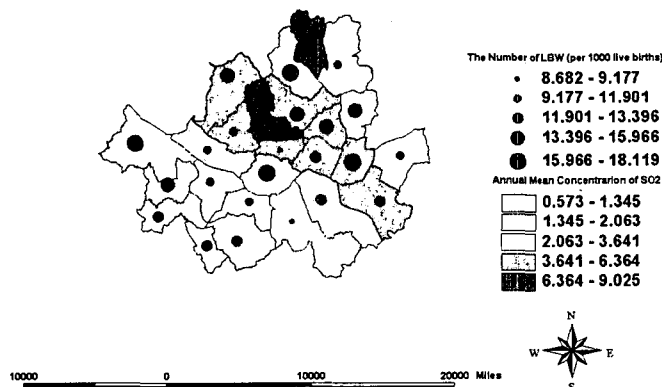 The Number of LBW (per 1000 live births)
8.682 - 9.177
9.177 - 11.901
11.901 - 13.396
13.396 - 15.966
15.966 - 18.119
Annual Mean Concentrarion of SO2
0.573 - 1.345
1.345 - 2.063
2.063 - 3.641
3.641 - 6.364
6.364 - 9.025
N
W E
S
10000 0 10000 20000 Miles